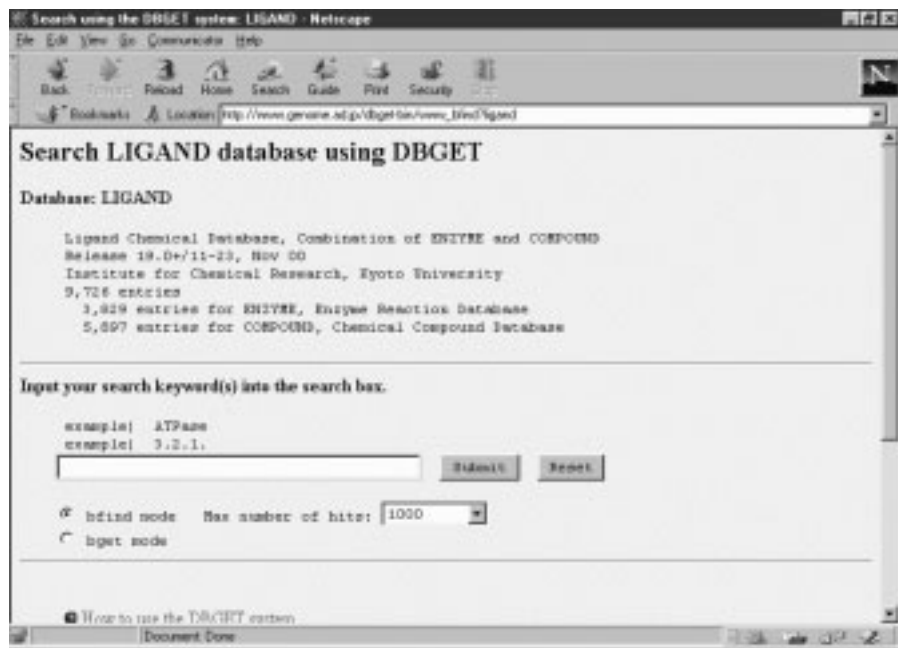 Search using the DBGET system: LIGAND - Netscape
File Edit View Go Communicator Help
Back Reload Home Search Guide Print Security
N
Bookmarks Location http://www.genome.ad.jp/dbget-bin/www_bfind?ligand
Search LIGAND database using DBGET
Database: LIGAND
Ligand Chemical Database, Combination of ENZYME and COMPOUND
Release 18.0+/11-23, Nov 00
Institute for Chemical Research, Kyoto University
9,726 entries
3,829 entries for ENZYME, Enzyme Reaction Database
5,897 entries for COMPOUND, Chemical Compound Database
Input your search keyword(s) into the search box.
example) ATPase
example) 3.2.1.
Submit Reset
bfind mode Max number of hits: 1000
bget mode
How to use the DBGET system
Document: Done